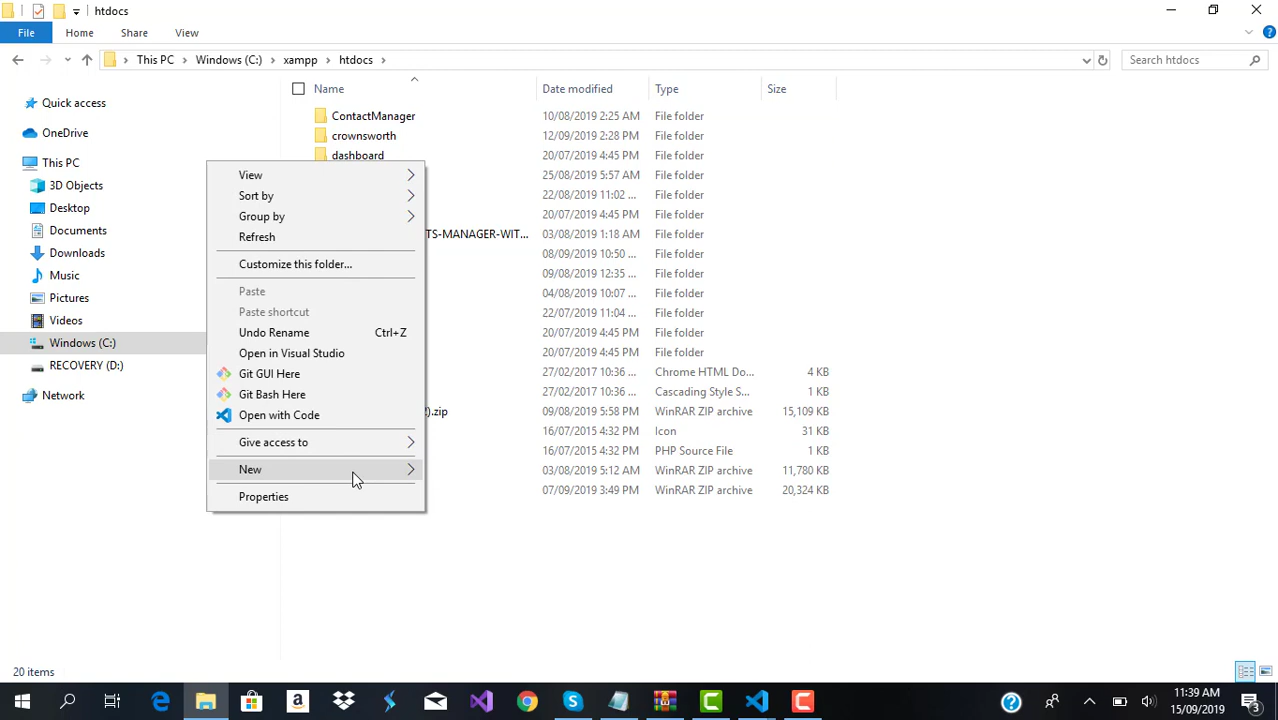 htdocs
File Home Share View
This PC Windows (C:) xampp htdocs Search htdocs
Name Date modified Type Size
Quick access
OneDrive
This PC
3D Objects
Desktop
Documents
Downloads
Music
Pictures
Videos
Windows (C:)
RECOVERY (D:)
Network
ContactManager 10/08/2019 2:25 AM File folder
crownsworth 12/09/2019 2:28 PM File folder
dashboard 20/07/2019 4:45 PM File folder
25/08/2019 5:57 AM File folder
22/08/2019 11:02 ... File folder
20/07/2019 4:45 PM File folder
TS-MANAGER-WIT... 03/08/2019 1:18 AM File folder
08/09/2019 10:50 ... File folder
09/08/2019 12:35 ... File folder
04/08/2019 10:07 ... File folder
22/07/2019 11:04 ... File folder
20/07/2019 4:45 PM File folder
20/07/2019 4:45 PM File folder
27/02/2017 10:36 ... Chrome HTML Do... 4 KB
27/02/2017 10:36 ... Cascading Style S... 1 KB
).zip 09/08/2019 5:58 PM WinRAR ZIP archive 15,109 KB
16/07/2015 4:32 PM Icon 31 KB
16/07/2015 4:32 PM PHP Source File 1 KB
03/08/2019 5:12 AM WinRAR ZIP archive 11,780 KB
07/09/2019 3:49 PM WinRAR ZIP archive 20,324 KB
View
Sort by
Group by
Refresh
Customize this folder...
Paste
Paste shortcut
Undo Rename Ctrl+Z
Open in Visual Studio
Git GUI Here
Git Bash Here
Open with Code
Give access to
New
Properties
20 items
11:39 AM
15/09/2019
3